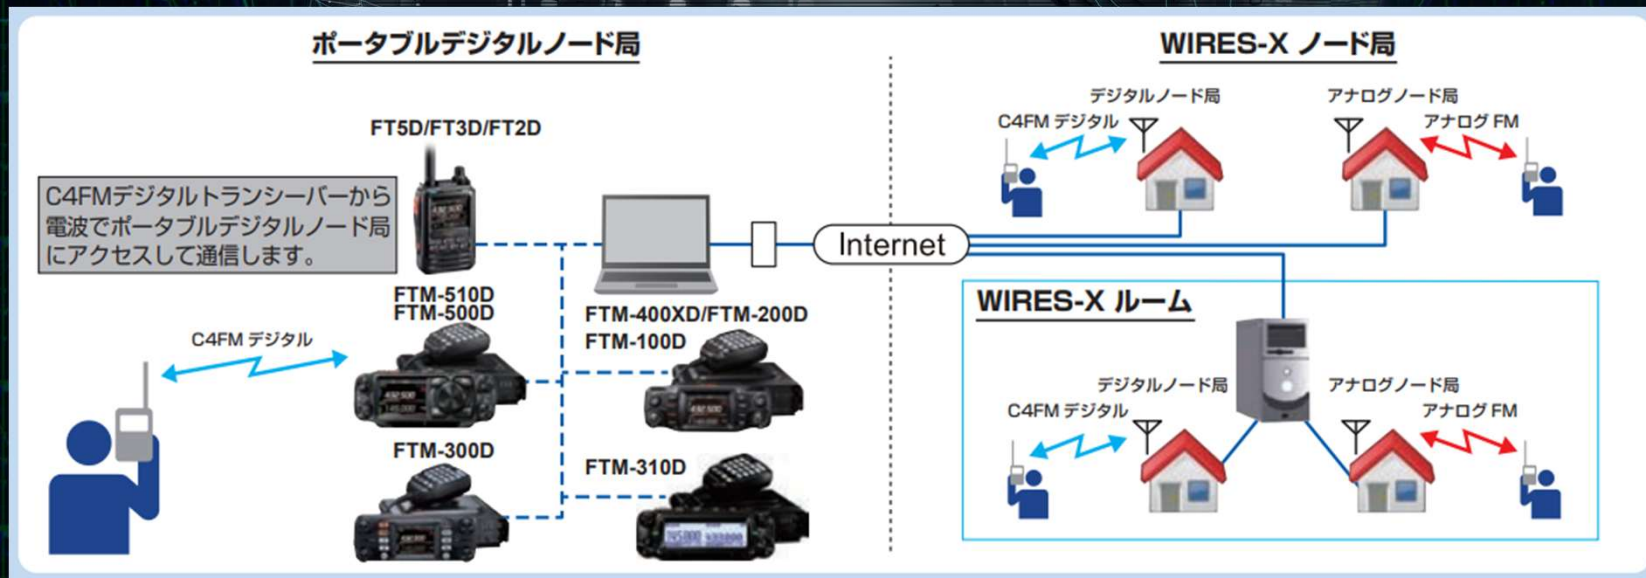 ポータブルデジタルノード局
FT5D/FT3D/FT2D
C4FMデジタルトランシーバーから
電波でポータブルデジタルノード局
にアクセスして通信します。
FTM-510D
FTM-500D
FTM-400XD/FTM-200D
FTM-100D
C4FM デジタル
FTM-300D
FTM-310D
Internet
WIRES-X ノード局
デジタルノード局
アナログノード局
C4FM デジタル
アナログ FM
WIRES-X ルーム
デジタルノード局
アナログノード局
C4FM デジタル
アナログ FM